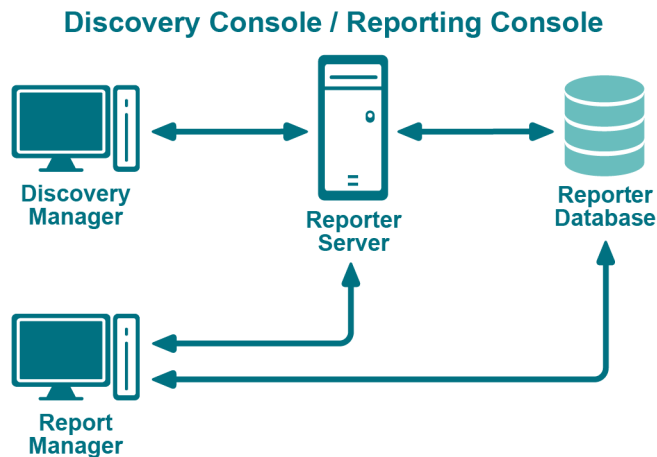 Discovery Console / Reporting Console
Discovery
Manager
Reporter
Server
Reporter
Database
Report
Manager